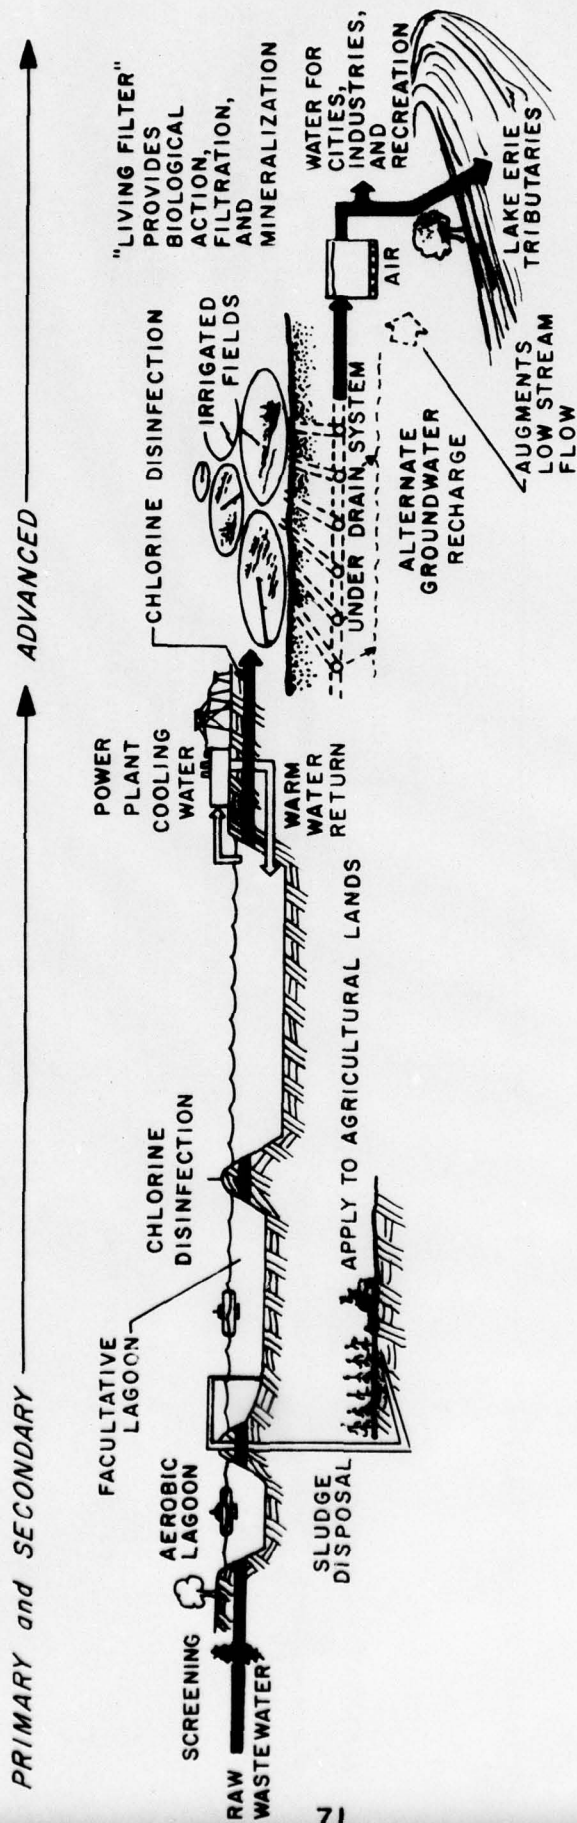 PRIMARY and SECONDARY
ADVANCED
RAW
WASTEWATER
SCREENING
AEROBIC
LAGOON
FACULTATIVE
LAGOON
SLUDGE
DISPOSAL
APPLY TO AGRICULTURAL LANDS
CHLORINE
DISINFECTION
POWER
PLANT
COOLING
WATER
WARM
WATER
RETURN
CHLORINE DISINFECTION
IRRIGATED
FIELDS
"LIVING FILTER"
PROVIDES
BIOLOGICAL
ACTION,
FILTRATION,
AND
MINERALIZATION
UNDER DRAIN SYSTEM
ALTERNATE
GROUNDWATER
RECHARGE
AIR
WATER FOR
CITIES,
INDUSTRIES,
AND
RECREATION
LAKE ERIE
TRIBUTARIES
AUGMENTS
LOW STREAM
FLOW
71